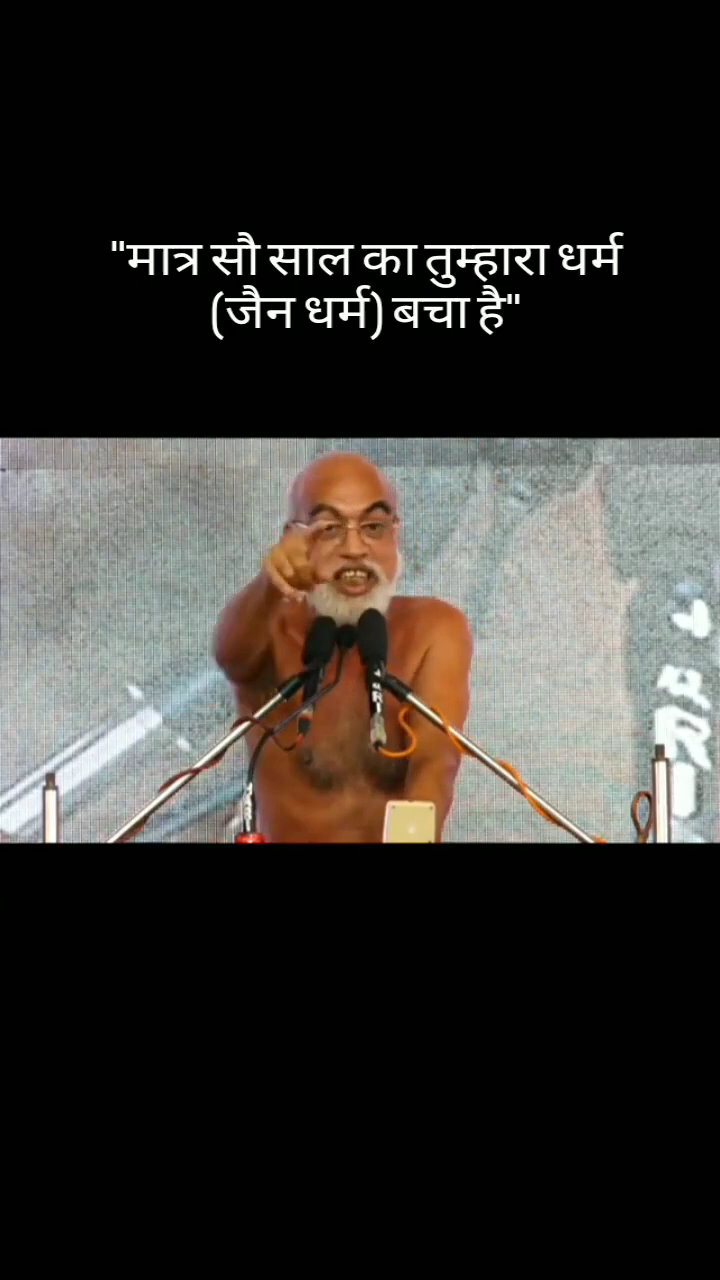 "मात्र सौ साल का तुम्हारा धर्म
(जैन धर्म) बचा है"